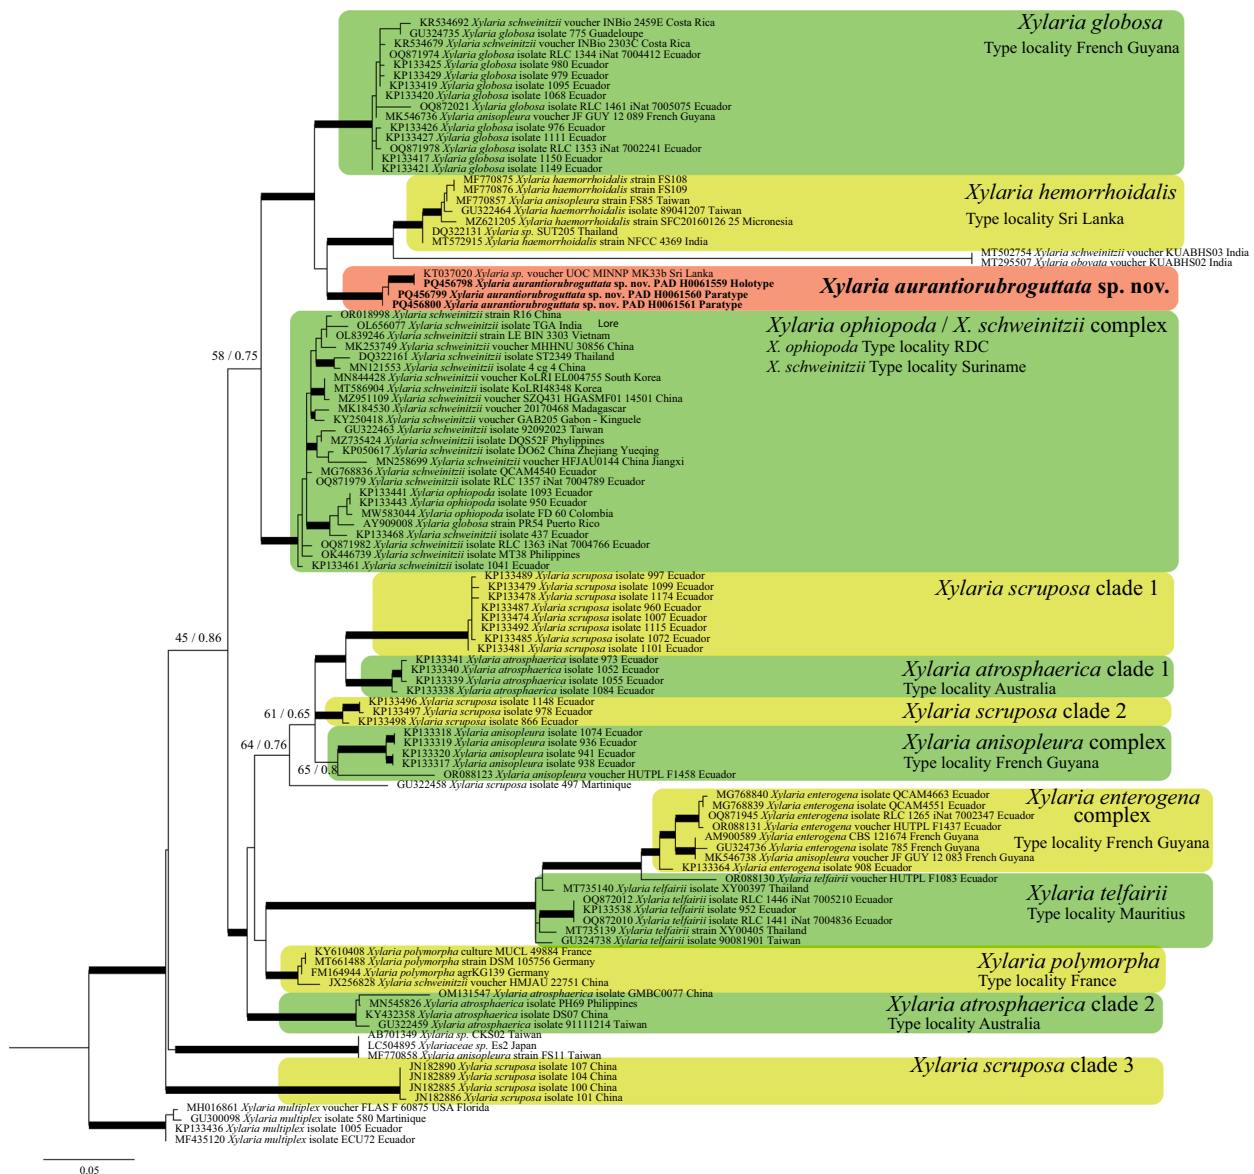 KR534692 Xylaria schweinitzii voucher INBio 2459E Costa Rica
GU324735 Xylaria globosa isolate 775 Guadeloupe
KR534679 Xylaria schweinitzii voucher INBio 2303C Costa Rica
OQ871974 Xylaria globosa isolate RLC 1344 iNat 7004412 Ecuador
KP133425 Xylaria globosa isolate 980 Ecuador
KP133429 Xylaria globosa isolate 979 Ecuador
KP133419 Xylaria globosa isolate 1095 Ecuador
KP133420 Xylaria globosa isolate 1068 Ecuador
OQ872021 Xylaria globosa isolate RLC 1461 iNat 7005075 Ecuador
MK546736 Xylaria anisopleura voucher JF GUY 12 089 French Guyana
KP133426 Xylaria globosa isolate 976 Ecuador
KP133427 Xylaria globosa isolate 1111 Ecuador
OQ871978 Xylaria globosa isolate RLC 1353 iNat 7002241 Ecuador
KP133417 Xylaria globosa isolate 1150 Ecuador
KP133421 Xylaria globosa isolate 1149 Ecuador
Xylaria globosa
Type locality French Guyana
MF770875 Xylaria haemorrhoidalis strain FS108
MF770876 Xylaria haemorrhoidalis strain FS109
MF770857 Xylaria anisopleura strain FS85 Taiwan
GU322464 Xylaria haemorrhoidalis isolate 89041207 Taiwan
MZ621205 Xylaria haemorrhoidalis strain SFC20160126 25 Micronesia
DQ322131 Xylaria sp. SUT205 Thailand
MT572915 Xylaria haemorrhoidalis strain NFCC 4369 India
Xylaria hemorrhoidalis
Type locality Sri Lanka
MT502754 Xylaria schweinitzii voucher KUABHS03 India
MT295507 Xylaria obovata voucher KUABHS02 India
KT037020 Xylaria sp. voucher UOC MINNP MK33b Sri Lanka
PQ456798 Xylaria aurantiorubroguttata sp. nov. PAD H0061559 Holotype
PQ456799 Xylaria aurantiorubroguttata sp. nov. PAD H0061560 Paratype
PQ456800 Xylaria aurantiorubroguttata sp. nov. PAD H0061561 Paratype
Xylaria aurantiorubroguttata sp. nov.
OR018998 Xylaria schweinitzii strain R16 China
OL656077 Xylaria schweinitzii isolate TGA India
Lore
OL839246 Xylaria schweinitzii strain LE BIN 3303 Vietnam
MK253749 Xylaria schweinitzii voucher MHHNU 30856 China
DQ322161 Xylaria schweinitzii isolate ST2349 Thailand
MN121553 Xylaria schweinitzii isolate 4 cg 4 China
MN844428 Xylaria schweinitzii voucher KoLRI EL004755 South Korea
MT586904 Xylaria schweinitzii isolate KoLRI48348 Korea
MZ951109 Xylaria schweinitzii voucher SZQ431 HGASMF01 14501 China
MK184530 Xylaria schweinitzii voucher 20170468 Madagascar
KY250418 Xylaria schweinitzii voucher GAB205 Gabon - Kinguele
GU322463 Xylaria schweinitzii isolate 92092023 Taiwan
MZ735424 Xylaria schweinitzii isolate DQS52F Phylippines
KP050617 Xylaria schweinitzii isolate DO62 China Zhejiang Yueqing
MN258699 Xylaria schweinitzii voucher HFJAU0144 China Jiangxi
MG768836 Xylaria schweinitzii isolate QCAM4540 Ecuador
OQ871979 Xylaria schweinitzii isolate RLC 1357 iNat 7004789 Ecuador
KP133441 Xylaria ophiopoda isolate 1093 Ecuador
KP133443 Xylaria ophiopoda isolate 950 Ecuador
MW583044 Xylaria ophiopoda isolate FD 60 Colombia
AY909008 Xylaria globosa strain PR54 Puerto Rico
KP133468 Xylaria schweinitzii isolate 437 Ecuador
OQ871982 Xylaria schweinitzii isolate RLC 1363 iNat 7004766 Ecuador
OK446739 Xylaria schweinitzii isolate MT38 Philippines
KP133461 Xylaria schweinitzii isolate 1041 Ecuador
Xylaria ophiopoda / X. schweinitzii complex
X. ophiopoda Type locality RDC
X. schweinitzii Type locality Suriname
58 / 0.75
KP133489 Xylaria scruposa isolate 997 Ecuador
KP133479 Xylaria scruposa isolate 1099 Ecuador
KP133478 Xylaria scruposa isolate 1174 Ecuador
KP133487 Xylaria scruposa isolate 960 Ecuador
KP133474 Xylaria scruposa isolate 1007 Ecuador
KP133492 Xylaria scruposa isolate 1115 Ecuador
KP133485 Xylaria scruposa isolate 1072 Ecuador
KP133481 Xylaria scruposa isolate 1101 Ecuador
Xylaria scruposa clade 1
45 / 0.86
KP133341 Xylaria atrosphaerica isolate 973 Ecuador
KP133340 Xylaria atrosphaerica isolate 1052 Ecuador
KP133339 Xylaria atrosphaerica isolate 1055 Ecuador
KP133338 Xylaria atrosphaerica isolate 1084 Ecuador
Xylaria atrosphaerica clade 1
Type locality Australia
KP133496 Xylaria scruposa isolate 1148 Ecuador
KP133497 Xylaria scruposa isolate 978 Ecuador
KP133498 Xylaria scruposa isolate 866 Ecuador
Xylaria scruposa clade 2
61 / 0.65
KP133318 Xylaria anisopleura isolate 1074 Ecuador
KP133319 Xylaria anisopleura isolate 936 Ecuador
KP133320 Xylaria anisopleura isolate 941 Ecuador
KP133317 Xylaria anisopleura isolate 938 Ecuador
OR088123 Xylaria anisopleura voucher HUTPL F1458 Ecuador
Xylaria anisopleura complex
Type locality French Guyana
64 / 0.76
65 / 0.8
GU322458 Xylaria scruposa isolate 497 Martinique
MG768840 Xylaria enterogena isolate QCAM4663 Ecuador
MG768839 Xylaria enterogena isolate QCAM4551 Ecuador
OQ871945 Xylaria enterogena isolate RLC 1265 iNat 7002347 Ecuador
OR088131 Xylaria enterogena voucher HUTPL F1437 Ecuador
AM900589 Xylaria enterogena CBS 121674 French Guyana
GU324736 Xylaria enterogena isolate 785 French Guyana
MK546738 Xylaria anisopleura voucher JF GUY 12 083 French Guyana
KP133364 Xylaria enterogena isolate 908 Ecuador
Xylaria enterogena
complex
Type locality French Guyana
OR088130 Xylaria telfairii voucher HUTPL F1083 Ecuador
MT735140 Xylaria telfairii isolate XY00397 Thailand
OQ872012 Xylaria telfairii isolate RLC 1446 iNat 7005210 Ecuador
KP133538 Xylaria telfairii isolate 952 Ecuador
OQ872010 Xylaria telfairii isolate RLC 1441 iNat 7004836 Ecuador
MT735139 Xylaria telfairii strain XY00405 Thailand
GU324738 Xylaria telfairii isolate 90081901 Taiwan
Xylaria telfairii
Type locality Mauritius
KY610408 Xylaria polymorpha culture MUCL 49884 France
MT661488 Xylaria polymorpha strain DSM 105756 Germany
FM164944 Xylaria polymorpha agrKG139 Germany
JX256828 Xylaria schweinitzii voucher HMJAU 22751 China
Xylaria polymorpha
Type locality France
OM131547 Xylaria atrosphaerica isolate GMBC0077 China
MN545826 Xylaria atrosphaerica isolate PH69 Philippines
KY432358 Xylaria atrosphaerica isolate DS07 China
GU322459 Xylaria atrosphaerica isolate 91111214 Taiwan
Xylaria atrosphaerica clade 2
Type locality Australia
AB701349 Xylaria sp. CKS02 Taiwan
LC504895 Xylariaceae sp. Es2 Japan
MF770858 Xylaria anisopleura strain FS11 Taiwan
JN182890 Xylaria scruposa isolate 107 China
JN182889 Xylaria scruposa isolate 104 China
JN182885 Xylaria scruposa isolate 100 China
JN182886 Xylaria scruposa isolate 101 China
Xylaria scruposa clade 3
MH016861 Xylaria multiplex voucher FLAS F 60875 USA Florida
GU300098 Xylaria multiplex isolate 580 Martinique
KP133436 Xylaria multiplex isolate 1005 Ecuador
MF435120 Xylaria multiplex isolate ECU72 Ecuador
0.05